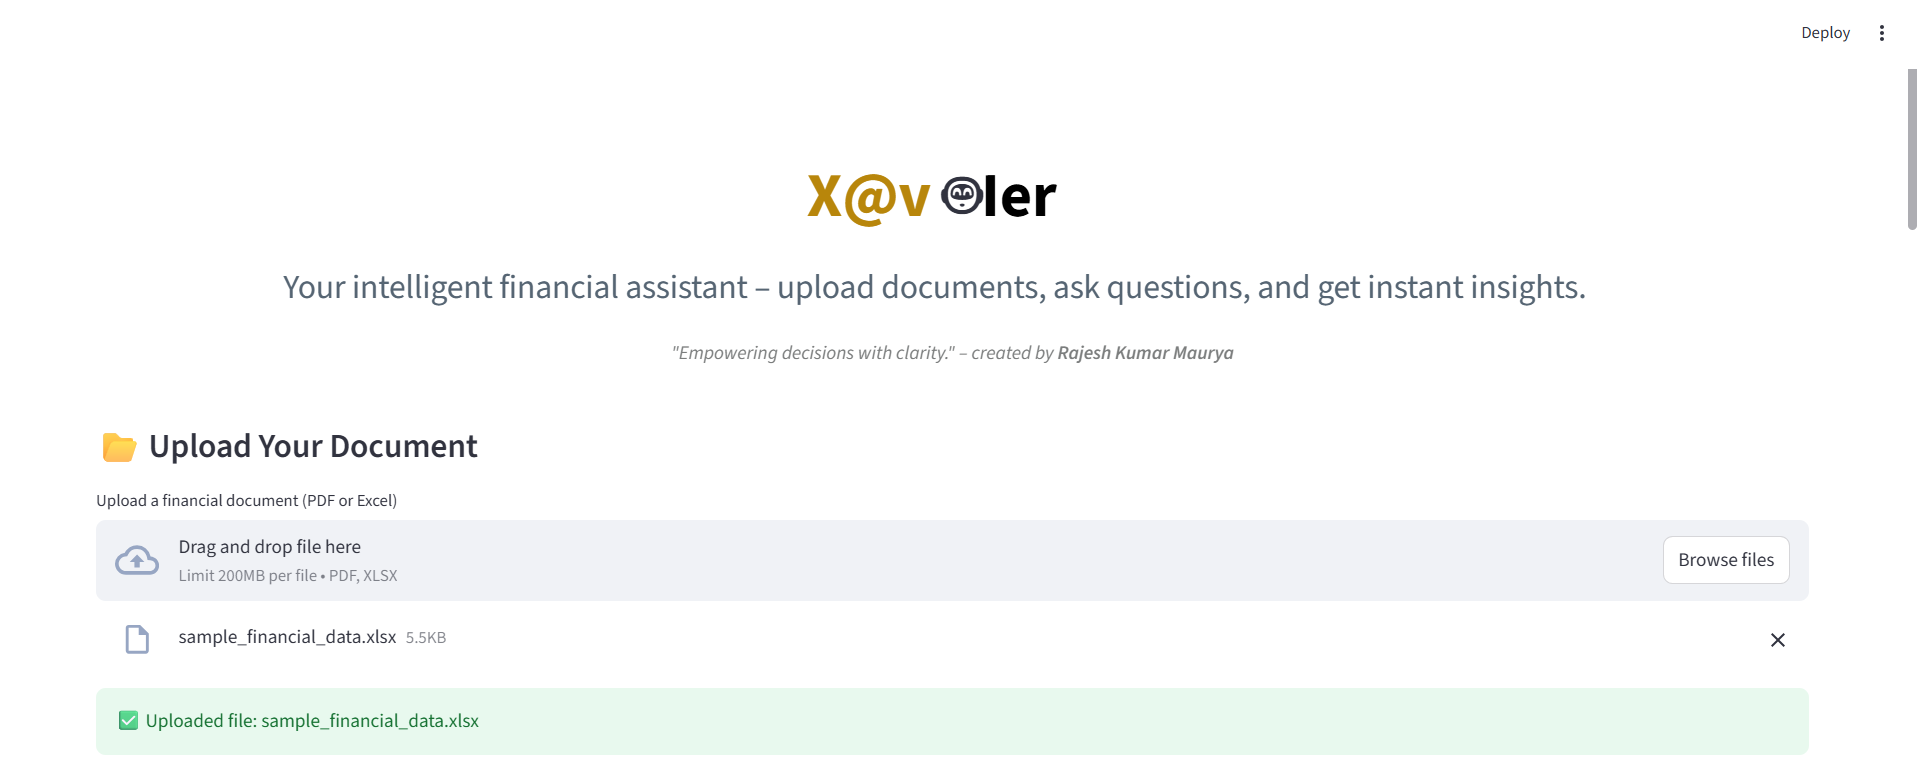 Deploy
X@v ler
Your intelligent financial assistant – upload documents, ask questions, and get instant insights.
"Empowering decisions with clarity." – created by Rajesh Kumar Maurya
Upload Your Document
Upload a financial document (PDF or Excel)
Drag and drop file here
Limit 200MB per file • PDF, XLSX
Browse files
sample_financial_data.xlsx 5.5KB
Uploaded file: sample_financial_data.xlsx